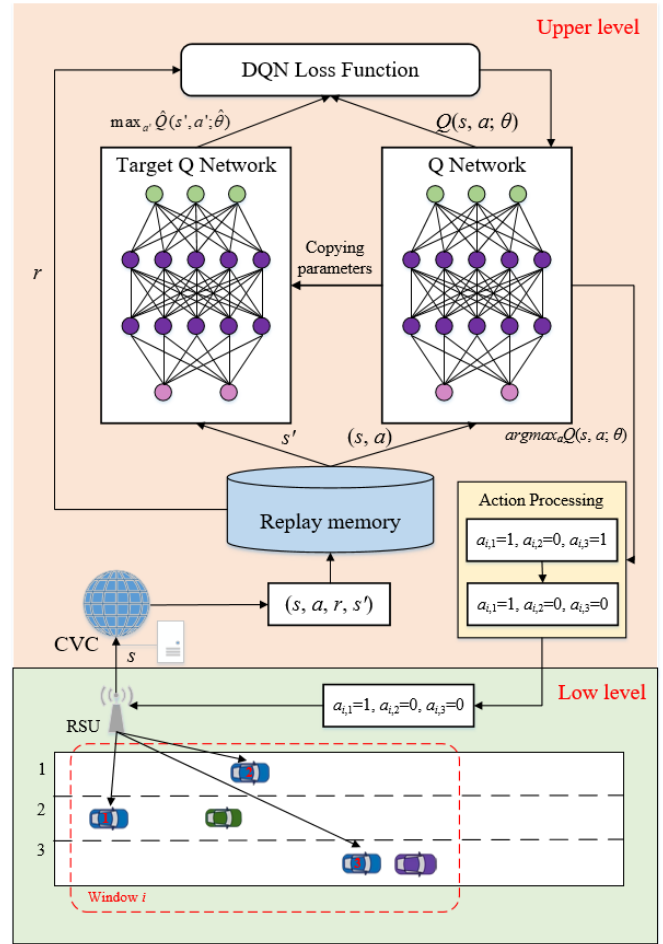 Upper level
DQN Loss Function
max_a' Q̂(s',a';θ̂)
Q(s, a; θ)
Target Q Network
Q Network
Copying
parameters
r
s'
(s, a)
argmax_aQ(s, a; θ)
Replay memory
Action Processing
a_i,1=1, a_i,2=0, a_i,3=1
a_i,1=1, a_i,2=0, a_i,3=0
(s, a, r, s')
CVC
s
Low level
a_i,1=1, a_i,2=0, a_i,3=0
RSU
1
2
2
1
3
Window i